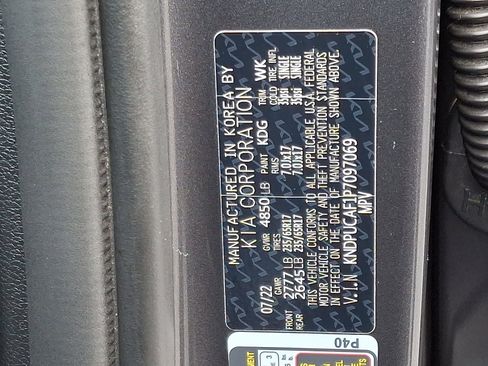 MANUFACTURED IN KOREA BY
KIA CORPORATION
07/22 GVWR 4850 LB PAINT KDG TRIM WK
GAWR TIRES RIMS COLD TIRE INFL
FRONT 2777 LB 235/65R17 7.0Jx17 35psi SINGLE
REAR 2645 LB 235/65R17 7.0Jx17 35psi SINGLE
THIS VEHICLE CONFORMS TO ALL APPLICABLE U.S.A. FEDERAL
MOTOR VEHICLE SAFETY AND THEFT PREVENTION STANDARDS
IN EFFECT ON THE DATE OF MANUFACTURE SHOWN ABOVE.
V.I.N. KNDPUCAF1P7097069
MPV
P40